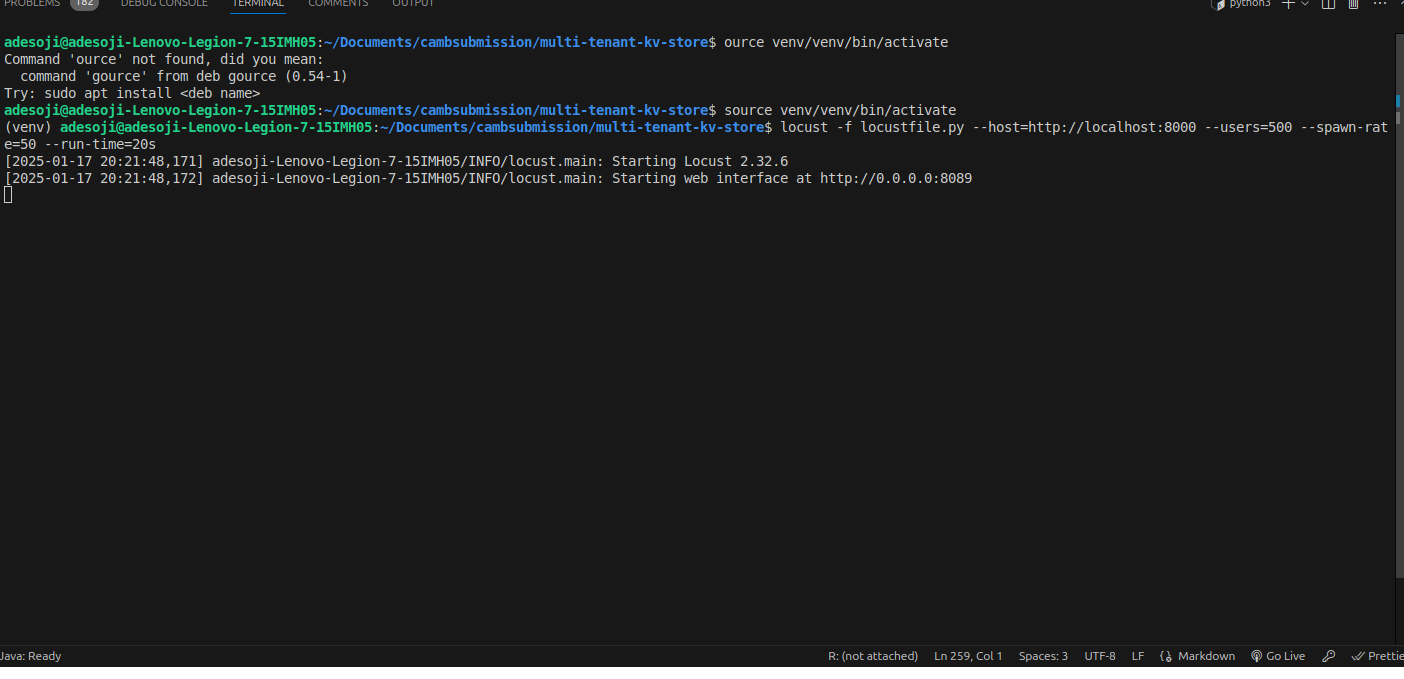 PROBLEMS 182 DEBUG CONSOLE TERMINAL COMMENTS OUTPUT python3
adesoji@adesoji-Lenovo-Legion-7-15IMH05:~/Documents/cambsubmission/multi-tenant-kv-store$ ource venv/venv/bin/activate
Command 'ource' not found, did you mean:
  command 'gource' from deb gource (0.54-1)
Try: sudo apt install <deb name>
adesoji@adesoji-Lenovo-Legion-7-15IMH05:~/Documents/cambsubmission/multi-tenant-kv-store$ source venv/venv/bin/activate
(venv) adesoji@adesoji-Lenovo-Legion-7-15IMH05:~/Documents/cambsubmission/multi-tenant-kv-store$ locust -f locustfile.py --host=http://localhost:8000 --users=500 --spawn-rat
e=50 --run-time=20s
[2025-01-17 20:21:48,171] adesoji-Lenovo-Legion-7-15IMH05/INFO/locust.main: Starting Locust 2.32.6
[2025-01-17 20:21:48,172] adesoji-Lenovo-Legion-7-15IMH05/INFO/locust.main: Starting web interface at http://0.0.0.0:8089
Java: Ready R: (not attached) Ln 259, Col 1 Spaces: 3 UTF-8 LF Markdown Go Live Prettie